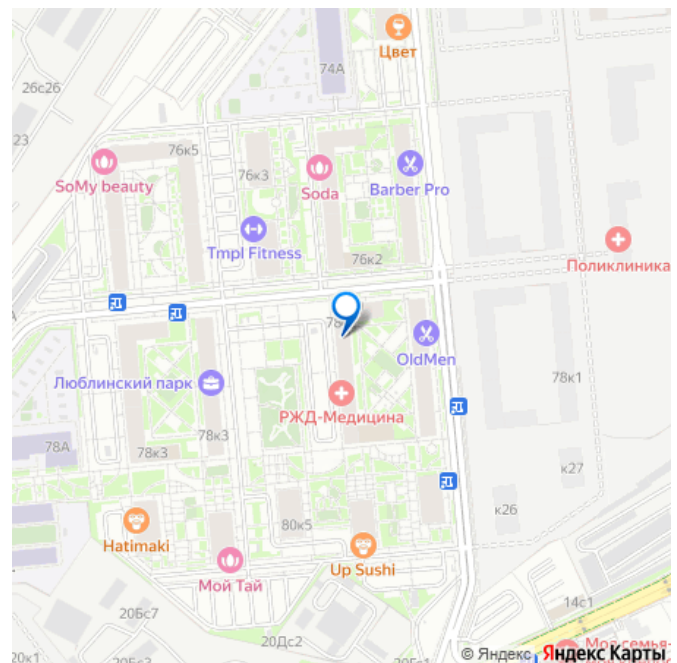 Цвет
74А
26с26
23
76к5
76к3
SoMy beauty
Soda
Barber Pro
Tmpl Fitness
76к2
Поликлиника
OldMen
78к1
Люблинский парк
РЖД-Медицина
78А
78к3
78к3
к27
к26
80к5
Hatimaki
Up Sushi
Мой Тай
14с1
20Бс7
20Дс2
20к1
© Яндекс Яндекс Карты